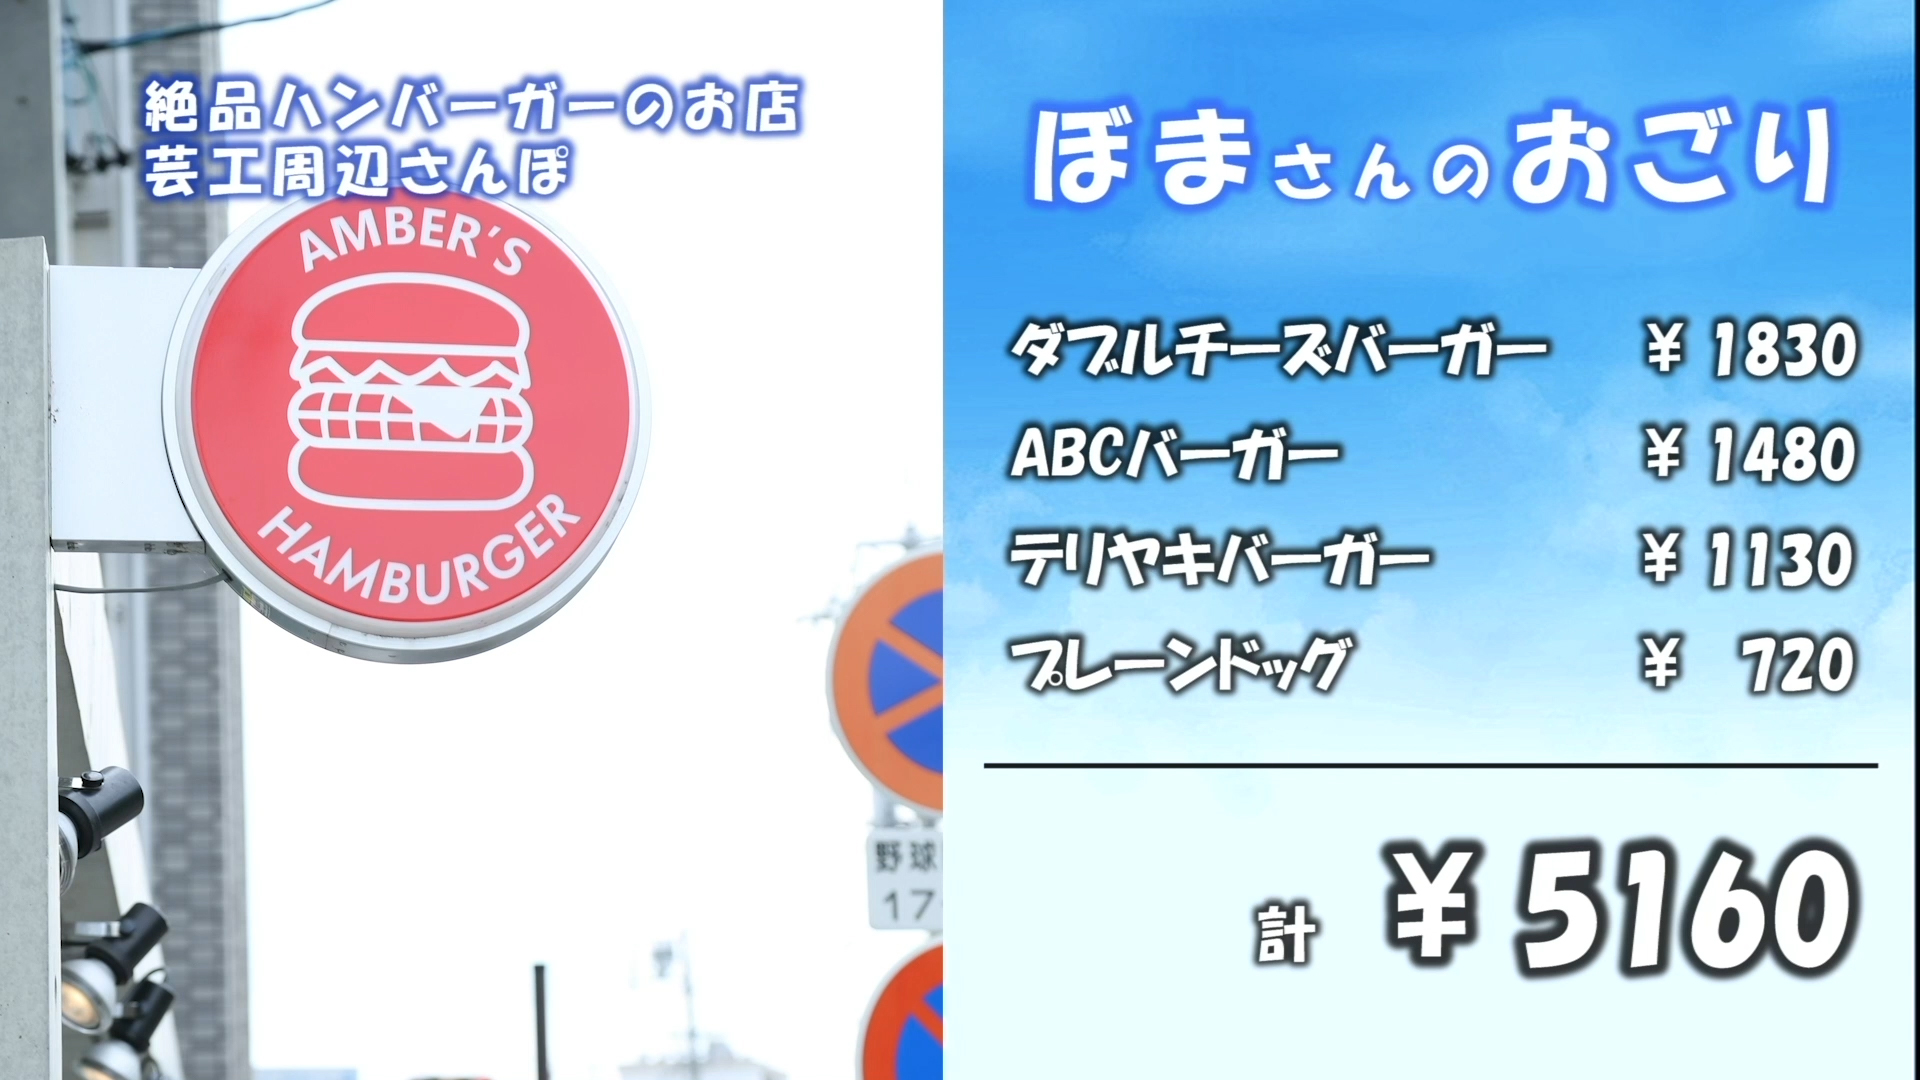 絶品ハンバーガーのお店
芸工周辺さんぽ
AMBER'S
HAMBURGER
野球
17
ぼまさんのおごり
ダブルチーズバーガー ¥ 1830
ABCバーガー ¥ 1480
テリヤキバーガー ¥ 1130
プレーンドッグ ¥ 720
計 ¥ 5160